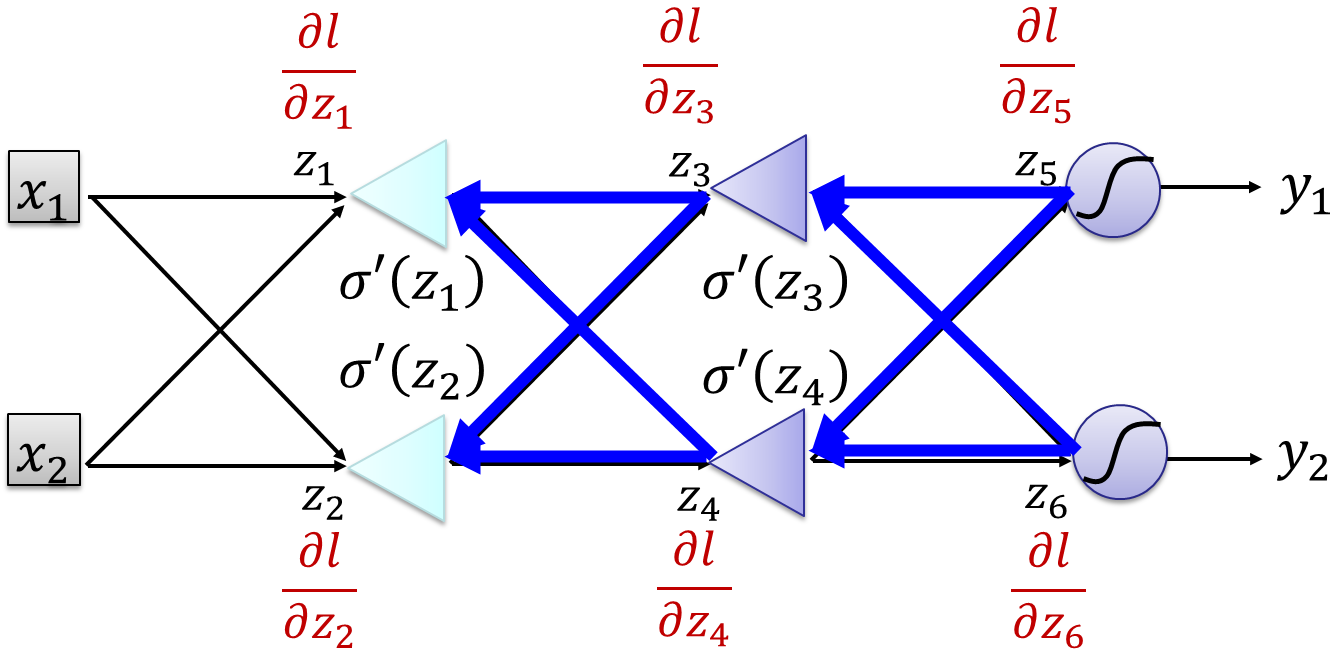 ∂l/∂z₁ ∂l/∂z₃ ∂l/∂z₅
x₁ z₁ z₃ z₅ y₁
σ′(z₁) σ′(z₃)
σ′(z₂) σ′(z₄)
x₂ z₂ z₄ z₆ y₂
∂l/∂z₂ ∂l/∂z₄ ∂l/∂z₆